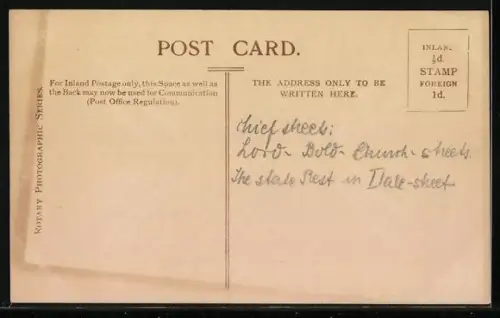 POST CARD.
For Inland Postage only, this Space as well as
the Back may now be used for Communication
(Post Office Regulation).
THE ADDRESS ONLY TO BE
WRITTEN HERE.
INLAND
½d.
STAMP
FOREIGN
1d.
ROTARY PHOTOGRAPHIC SERIES.
Chief streets:
Lord- Bold- Church- streets
The state Rest in Dale-street